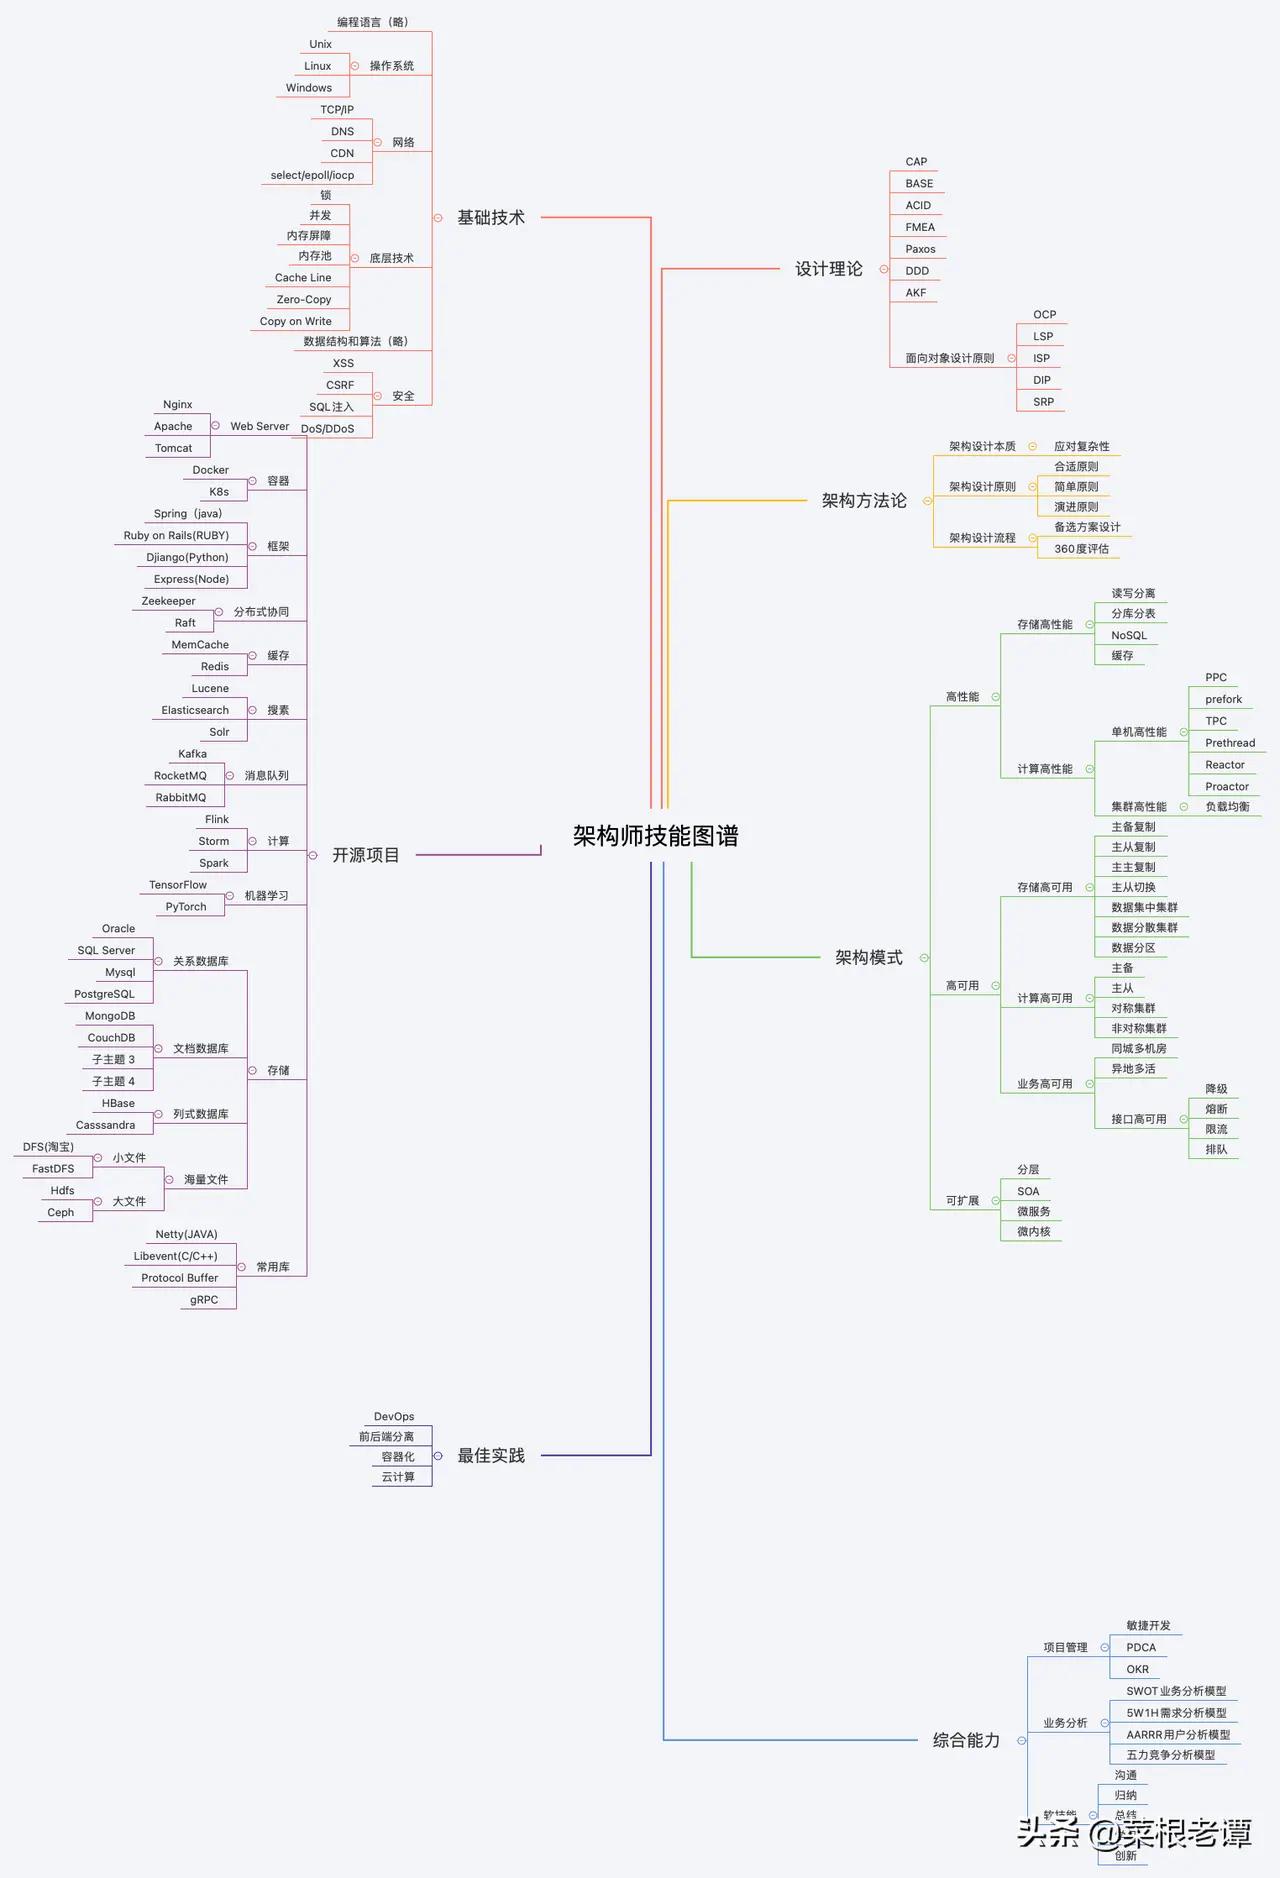 架构师技能图谱
基础技术
编程语言（略）
操作系统
Unix
Linux
Windows
网络
TCP/IP
DNS
CDN
select/epoll/iocp
底层技术
锁
并发
内存屏障
内存池
Cache Line
Zero-Copy
Copy on Write
数据结构和算法（略）
安全
XSS
CSRF
SQL注入
DoS/DDoS
开源项目
Web Server
Nginx
Apache
Tomcat
容器
Docker
K8s
框架
Spring（java）
Ruby on Rails(RUBY)
Djiango(Python)
Express(Node)
分布式协同
Zeekeeper
Raft
缓存
MemCache
Redis
搜素
Lucene
Elasticsearch
Solr
消息队列
Kafka
RocketMQ
RabbitMQ
计算
Flink
Storm
Spark
机器学习
TensorFlow
PyTorch
存储
关系数据库
Oracle
SQL Server
Mysql
PostgreSQL
文档数据库
MongoDB
CouchDB
子主题 3
子主题 4
列式数据库
HBase
Casssandra
海量文件
小文件
DFS(淘宝)
FastDFS
大文件
Hdfs
Ceph
常用库
Netty(JAVA)
Libevent(C/C++)
Protocol Buffer
gRPC
最佳实践
DevOps
前后端分离
容器化
云计算
设计理论
CAP
BASE
ACID
FMEA
Paxos
DDD
AKF
面向对象设计原则
OCP
LSP
ISP
DIP
SRP
架构方法论
架构设计本质
应对复杂性
架构设计原则
合适原则
简单原则
演进原则
架构设计流程
备选方案设计
360度评估
架构模式
高性能
存储高性能
读写分离
分库分表
NoSQL
缓存
计算高性能
单机高性能
PPC
prefork
TPC
Prethread
Reactor
Proactor
集群高性能
负载均衡
高可用
存储高可用
主备复制
主从复制
主主复制
主从切换
数据集中集群
数据分散集群
数据分区
计算高可用
主备
主从
对称集群
非对称集群
业务高可用
同城多机房
异地多活
接口高可用
降级
熔断
限流
排队
可扩展
分层
SOA
微服务
微内核
综合能力
项目管理
敏捷开发
PDCA
OKR
业务分析
SWOT业务分析模型
5W1H需求分析模型
AARRR用户分析模型
五力竞争分析模型
软技能
沟通
归纳
总结
创新
头条 @菜根老谭